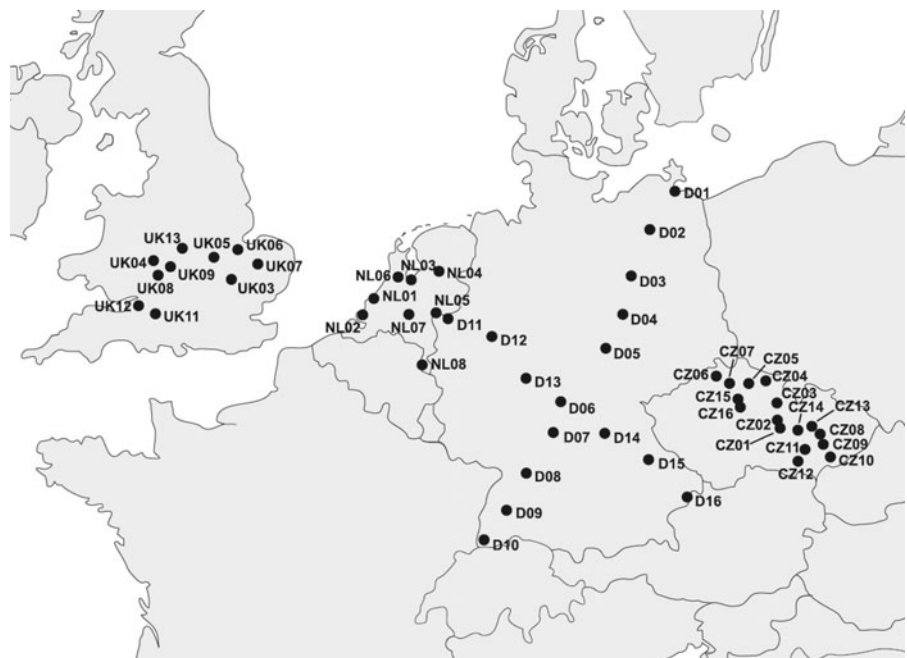 D01
D02
UK13
UK05
UK06
UK04
UK09
UK07
UK08
UK03
UK12
UK11
NL06
NL03
NL04
NL01
NL05
NL02
NL07
D11
D12
NL08
D03
D04
D05
D13
D06
D07
D14
D08
D15
D09
D16
D10
CZ07
CZ05
CZ06
CZ04
CZ15
CZ03
CZ16
CZ14
CZ13
CZ02
CZ08
CZ01
CZ11
CZ09
CZ12
CZ10